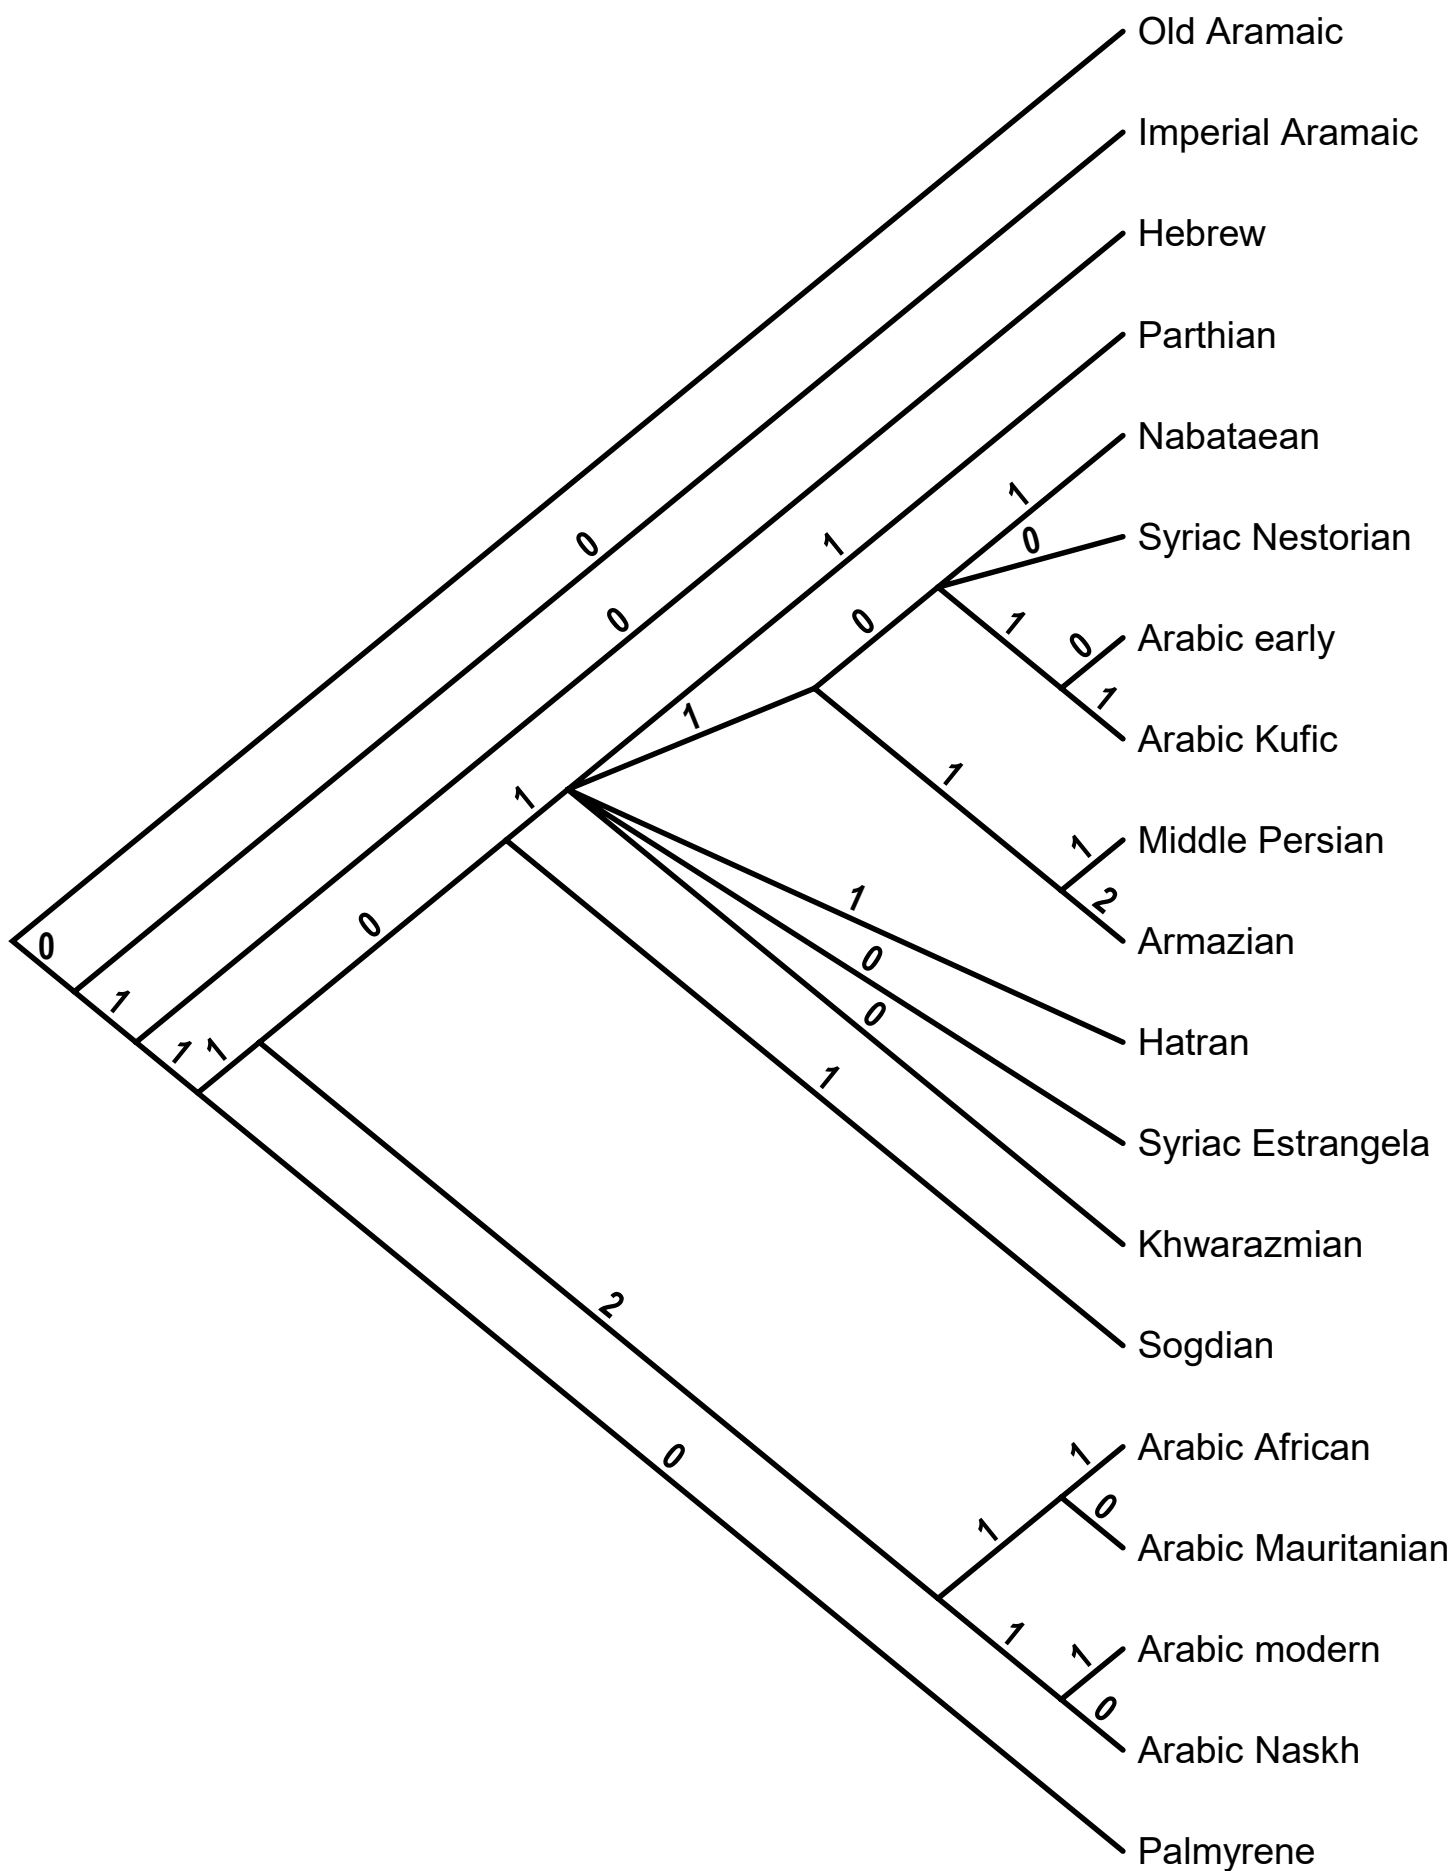 Old Aramaic
Imperial Aramaic
Hebrew
Parthian
Nabataean
1
Syriac Nestorian
0
0
1
Arabic early
0
1
0
0
Arabic Kufic
1
1
1
1
Middle Persian
1
Armazian
2
1
0
0
Hatran
0
1
0
1
1
Syriac Estrangela
1
Khwarazmian
2
Sogdian
Arabic African
1
0
0
1
Arabic Mauritanian
Arabic modern
1
1
0
Arabic Naskh
Palmyrene